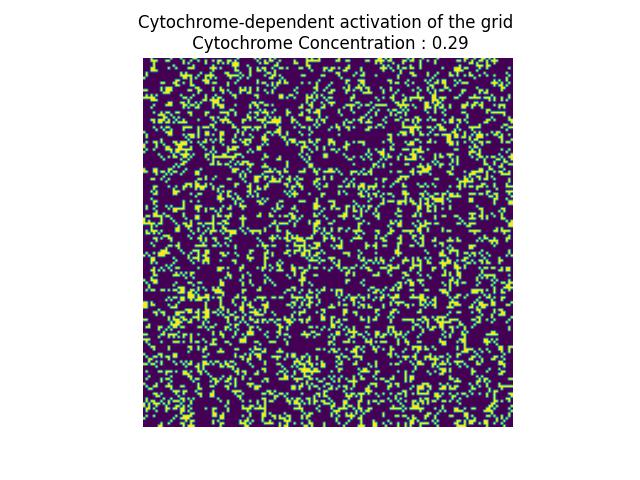 Cytochrome-dependent activation of the grid
Cytochrome Concentration : 0.29